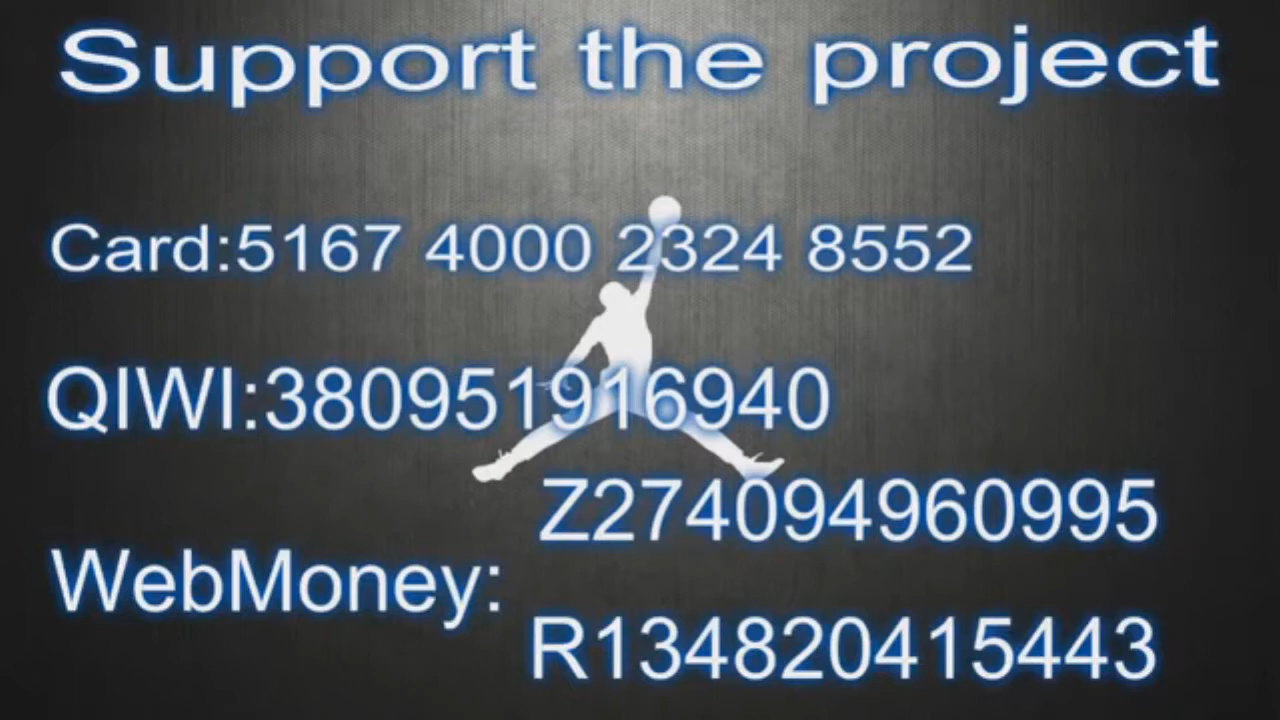 Support the project
Card:5167 4000 2324 8552
QIWI:380951916940
Z274094960995
WebMoney:
R134820415443